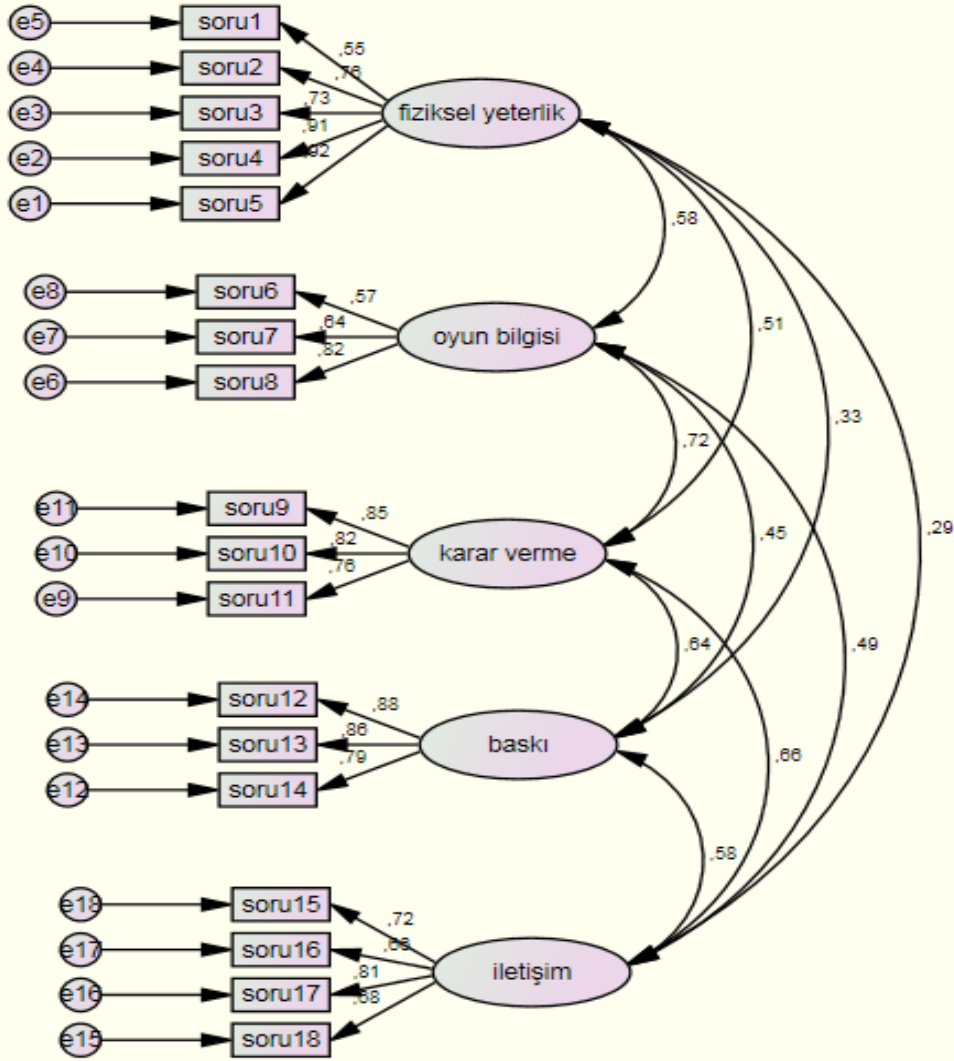 e5 soru1 ,55
e4 soru2 ,76
e3 soru3 ,73 fiziksel yeterlik
e2 soru4 ,91
e1 soru5 ,92
,58
e8 soru6 ,57
e7 soru7 ,64 oyun bilgisi ,51
e6 soru8 ,82
,33
,72
e11 soru9 ,85
e10 soru10 ,82 karar verme ,45 ,29
e9 soru11 ,76
,64 ,49
e14 soru12 ,88
e13 soru13 ,86 baskı
e12 soru14 ,79 ,66
,58
e18 soru15 ,72
e17 soru16
e16 soru17 ,81 iletişim
e15 soru18 ,68